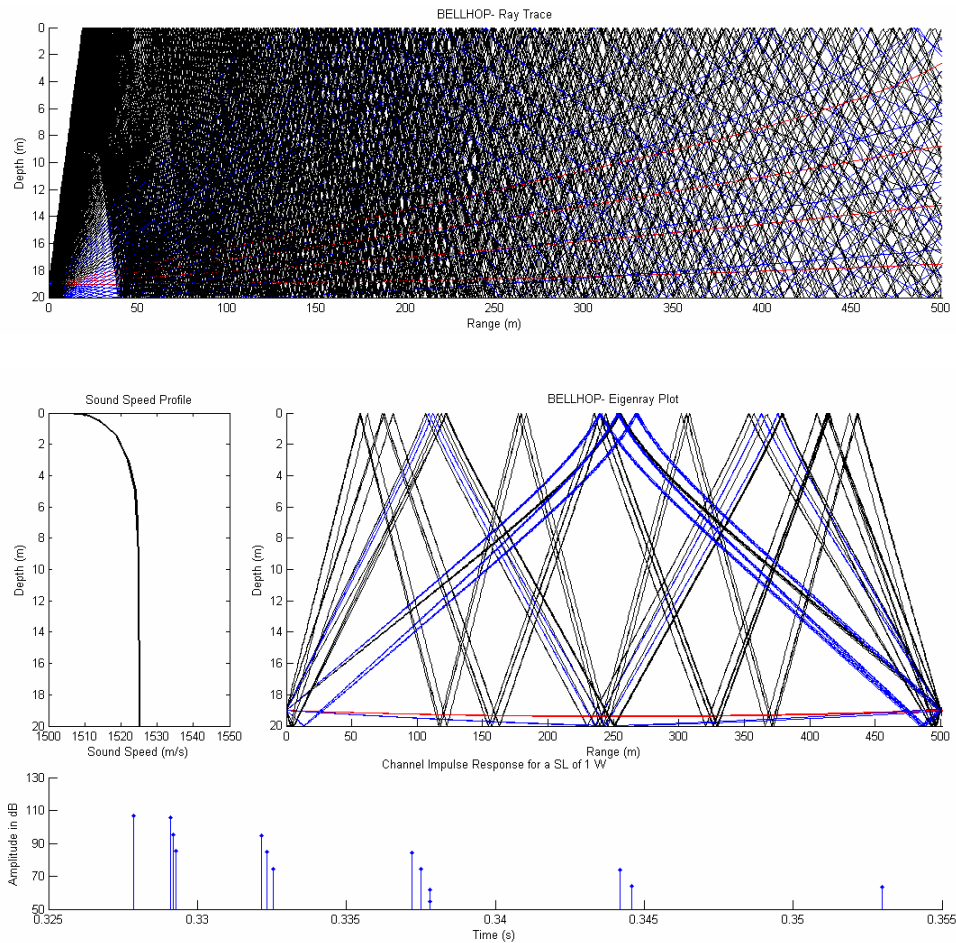 BELLHOP- Ray Trace
Depth (m)
0
2
4
6
8
10
12
14
16
18
20
0 50 100 150 200 250 300 350 400 450 500
Range (m)
Sound Speed Profile
Depth (m)
0
2
4
6
8
10
12
14
16
18
20
1500 1510 1520 1530 1540 1550
Sound Speed (m/s)
BELLHOP- Eigenray Plot
Depth (m)
0
2
4
6
8
10
12
14
16
18
20
0 50 100 150 200 250 300 350 400 450 500
Range (m)
Channel Impulse Response for a SL of 1 W
Amplitude in dB
130
110
90
70
50
0.325 0.33 0.335 0.34 0.345 0.35 0.355
Time (s)